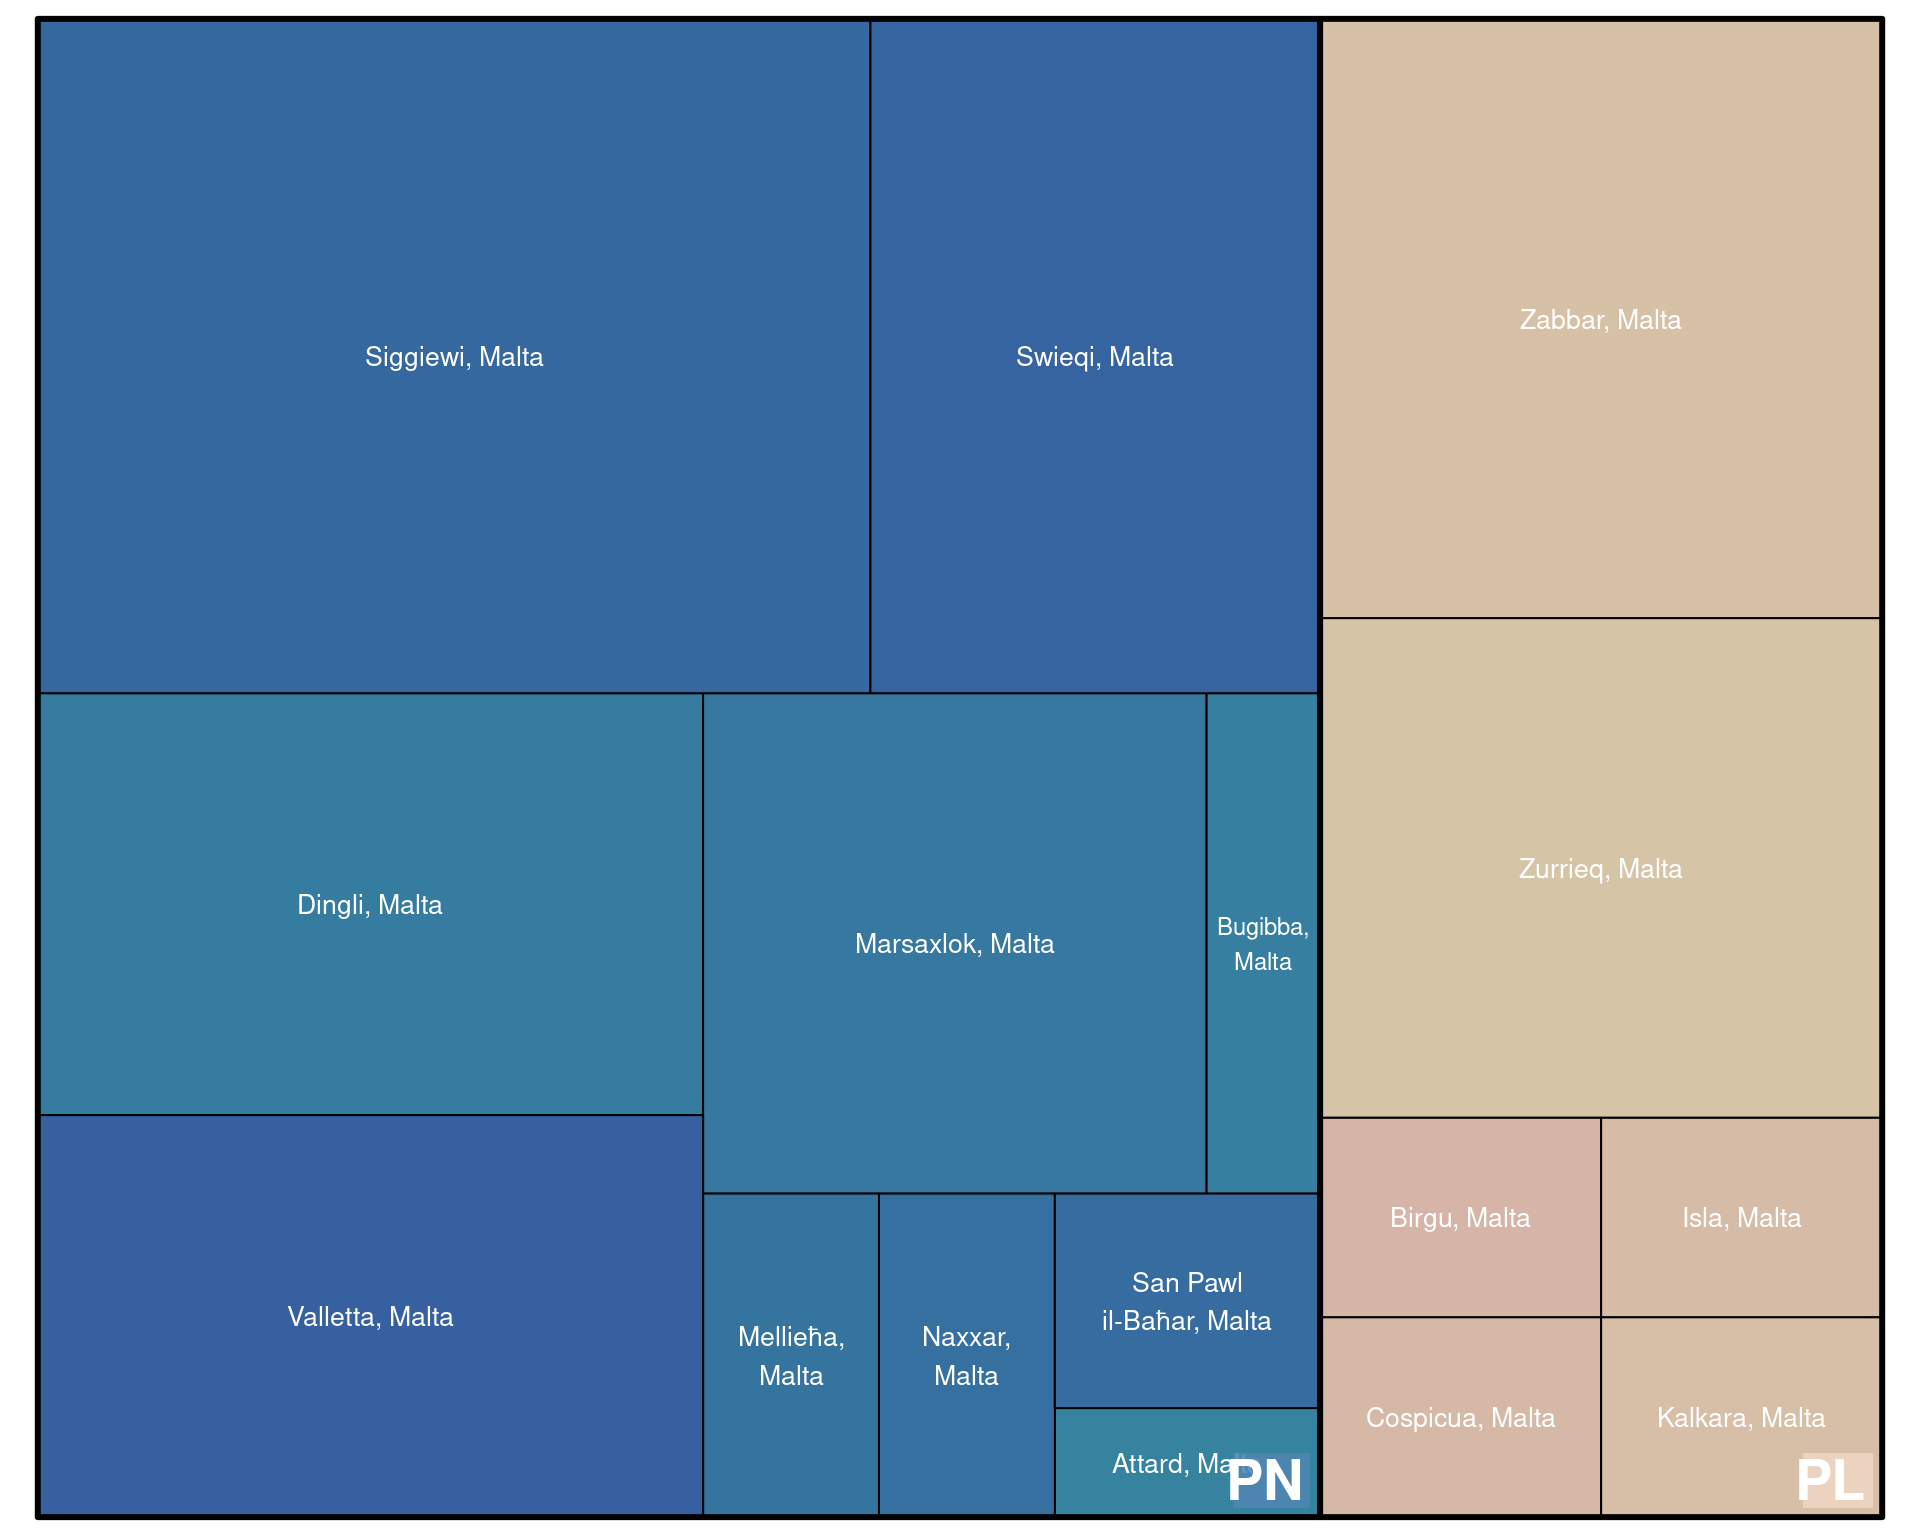 Siggiewi, Malta
Swieqi, Malta
Zabbar, Malta
Dingli, Malta
Marsaxlok, Malta
Bugibba,
Malta
Zurrieq, Malta
Valletta, Malta
Mellieħa,
Malta
Naxxar,
Malta
San Pawl
il-Baħar, Malta
Attard, Malta
PN
Birgu, Malta
Isla, Malta
Cospicua, Malta
Kalkara, Malta
PL